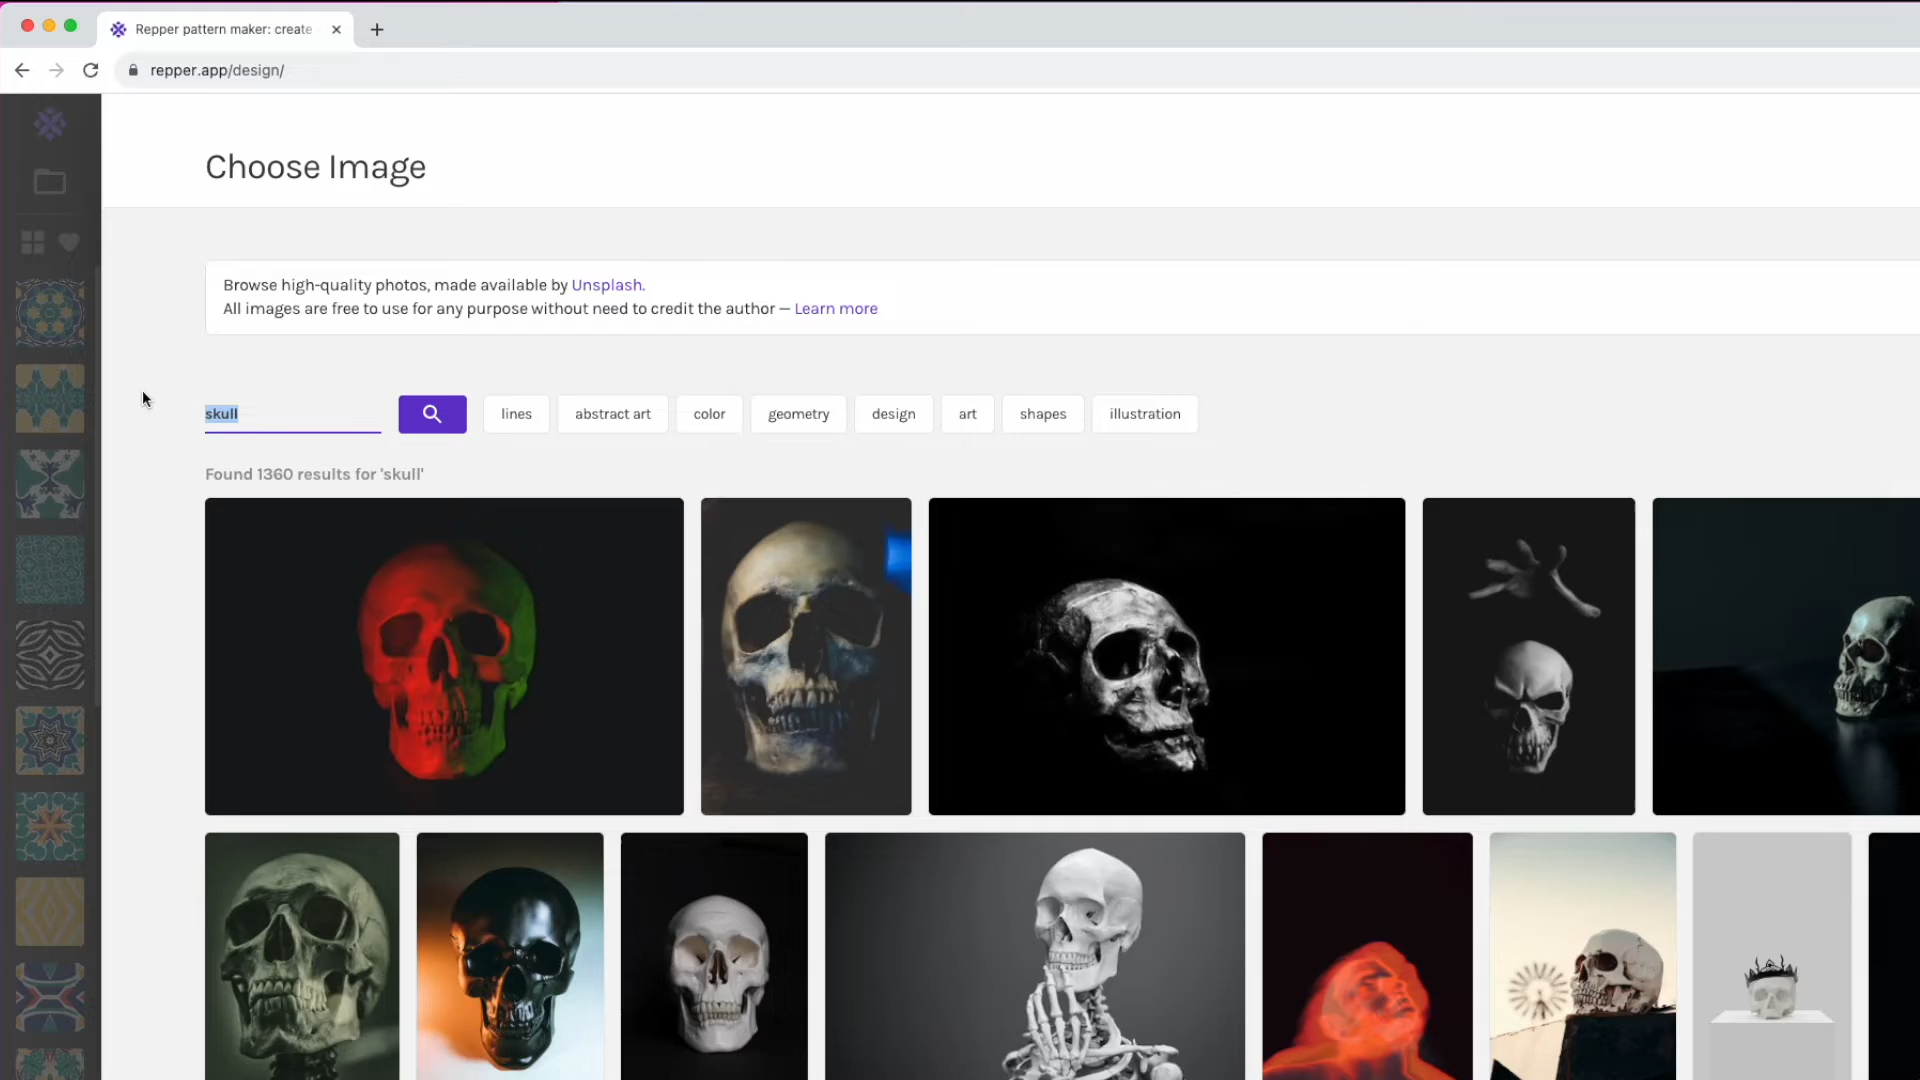 Repper pattern maker: create
repper.app/design/
Choose Image
Browse high-quality photos, made available by Unsplash.
All images are free to use for any purpose without need to credit the author — Learn more
skull
lines
abstract art
color
geometry
design
art
shapes
illustration
Found 1360 results for 'skull'